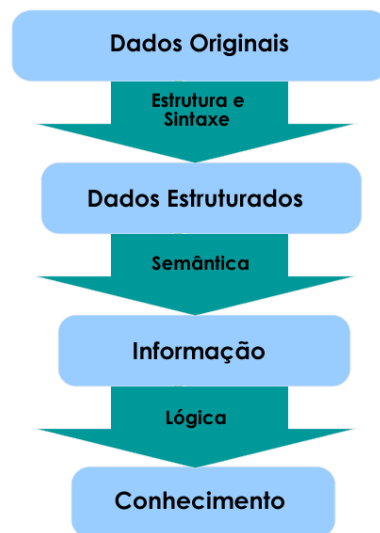 Dados Originais
Estrutura e
Sintaxe
Dados Estruturados
Semântica
Informação
Lógica
Conhecimento